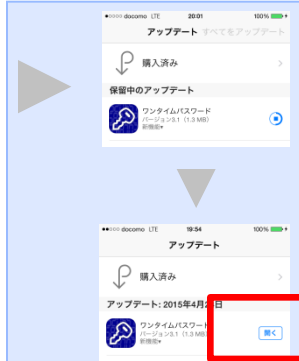 docomo LTE 20:01 100%
アップデート すべてをアップデート
購入済み
保留中のアップデート
ワンタイムパスワード
バージョン3.1 (1.3 MB)
新機能
docomo LTE 19:54 100%
アップデート
購入済み
アップデート: 2015年4月2 日
ワンタイムパスワード
バージョン3.1 (1.3 MB)
新機能
開く